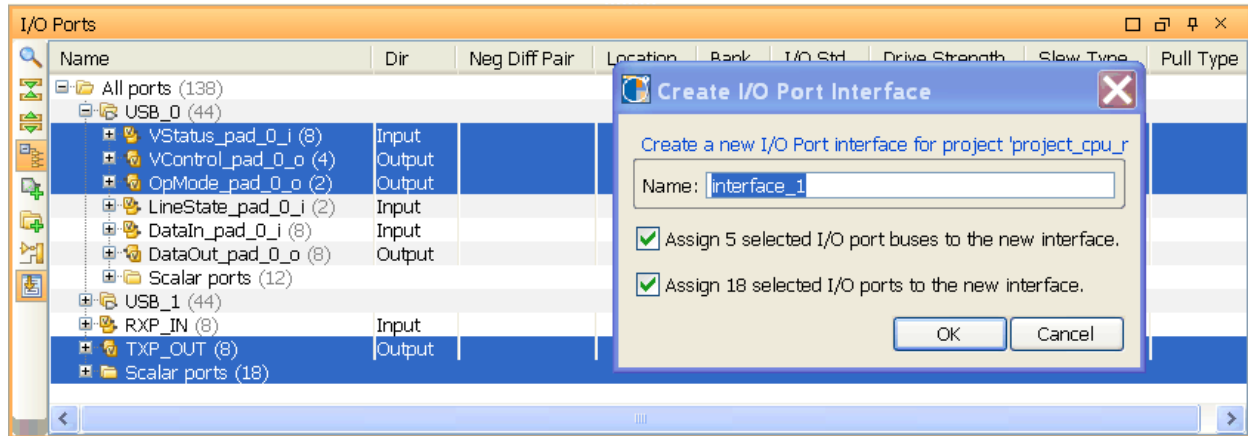 I/O Ports
Name Dir Neg Diff Pair Location Bank I/O Std Drive Strength Slew Type Pull Type
All ports (138)
USB_0 (44)
VStatus_pad_0_i (8) Input
VControl_pad_0_o (4) Output
OpMode_pad_0_o (2) Output
LineState_pad_0_i (2) Input
DataIn_pad_0_i (8) Input
DataOut_pad_0_o (8) Output
Scalar ports (12)
USB_1 (44)
RXP_IN (8) Input
TXP_OUT (8) Output
Scalar ports (18)
Create I/O Port Interface
Create a new I/O Port interface for project 'project_cpu_r
Name: interface_1
Assign 5 selected I/O port buses to the new interface.
Assign 18 selected I/O ports to the new interface.
OK Cancel